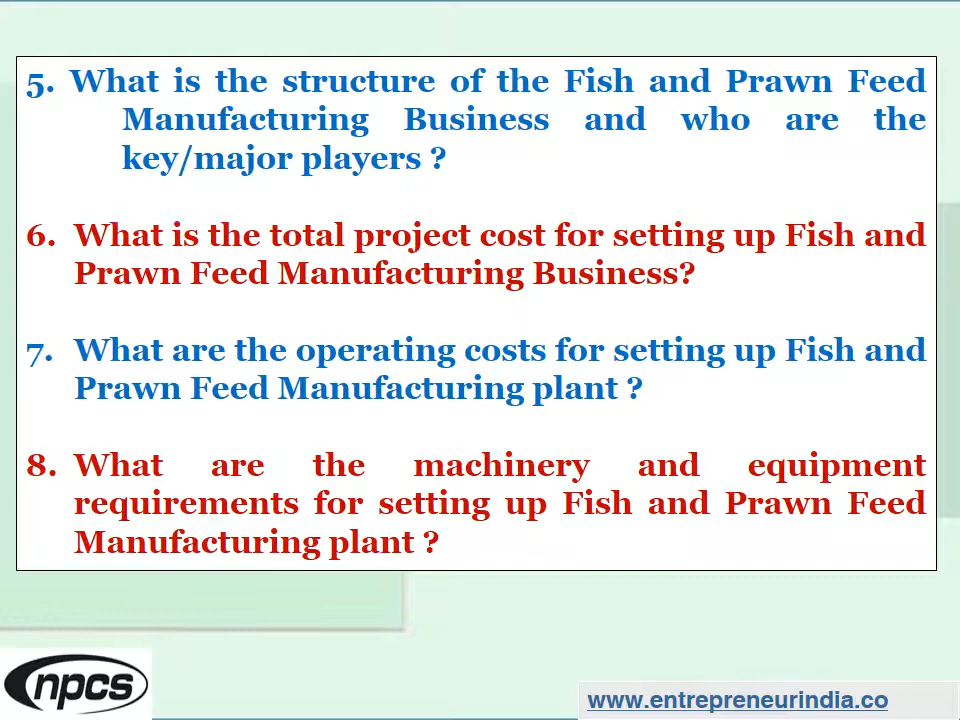 5. What is the structure of the Fish and Prawn Feed
Manufacturing Business and who are the
key/major players ?
6. What is the total project cost for setting up Fish and
Prawn Feed Manufacturing Business?
7. What are the operating costs for setting up Fish and
Prawn Feed Manufacturing plant ?
8. What are the machinery and equipment
requirements for setting up Fish and Prawn Feed
Manufacturing plant ?
npcs
www.entrepreneurindia.co